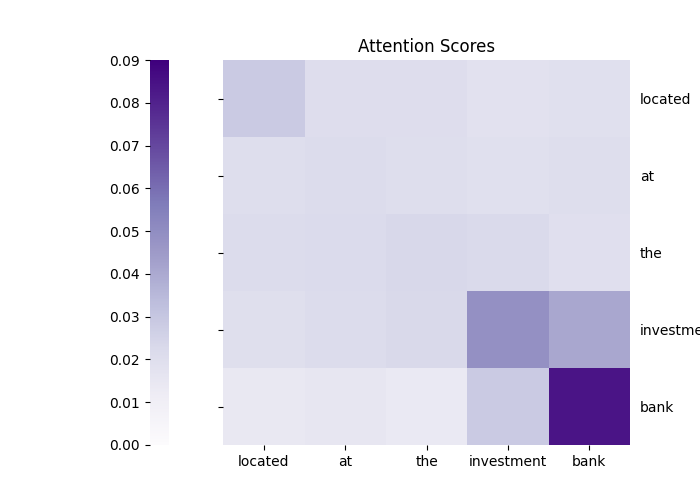 Attention Scores
0.09
0.08
0.07
0.06
0.05
0.04
0.03
0.02
0.01
0.00
located
at
the
investme
bank
located at the investment bank